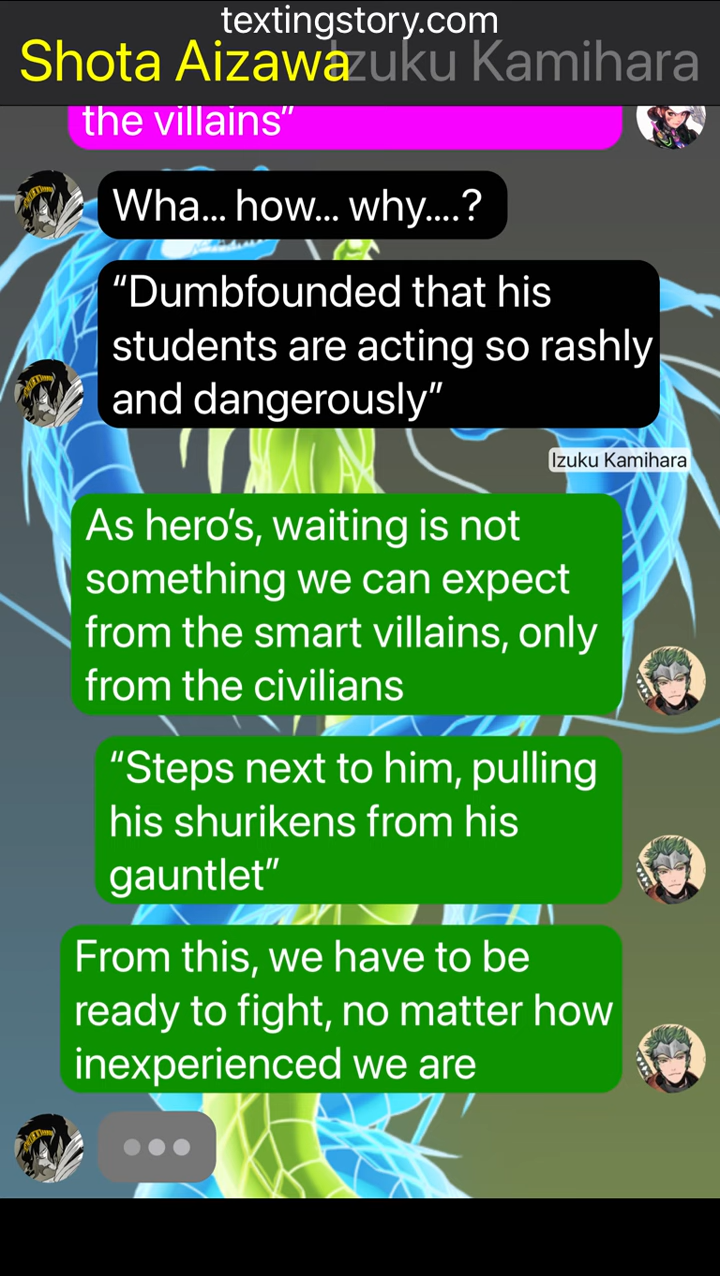 textingstory.com
Shota Aizawa
Izuku Kamihara
the villains”
Wha... how... why....?
“Dumbfounded that his
students are acting so rashly
and dangerously”
Izuku Kamihara
As hero’s, waiting is not
something we can expect
from the smart villains, only
from the civilians
“Steps next to him, pulling
his shurikens from his
gauntlet”
From this, we have to be
ready to fight, no matter how
inexperienced we are